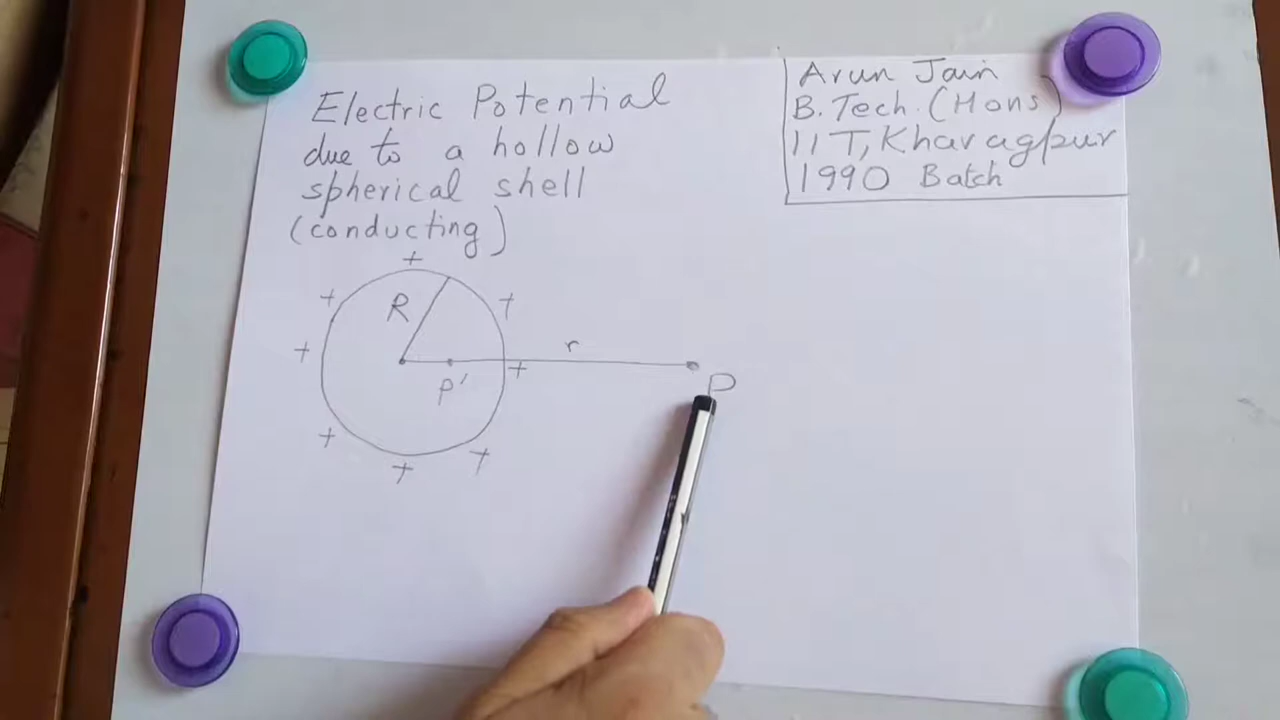 Electric Potential
due to a hollow
spherical shell
(conducting)
Arun Jain
B. Tech. (Hons)
IIT, Kharagpur
1990 Batch
+
+
+
R
+
r
+
P'
P
+
+
+